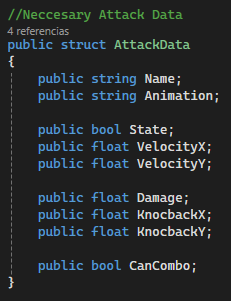 //Neccesary Attack Data
4 referencias
public struct AttackData
{
public string Name;
public string Animation;
public bool State;
public float VelocityX;
public float VelocityY;
public float Damage;
public float KnocbackX;
public float KnocbackY;
public bool CanCombo;
}